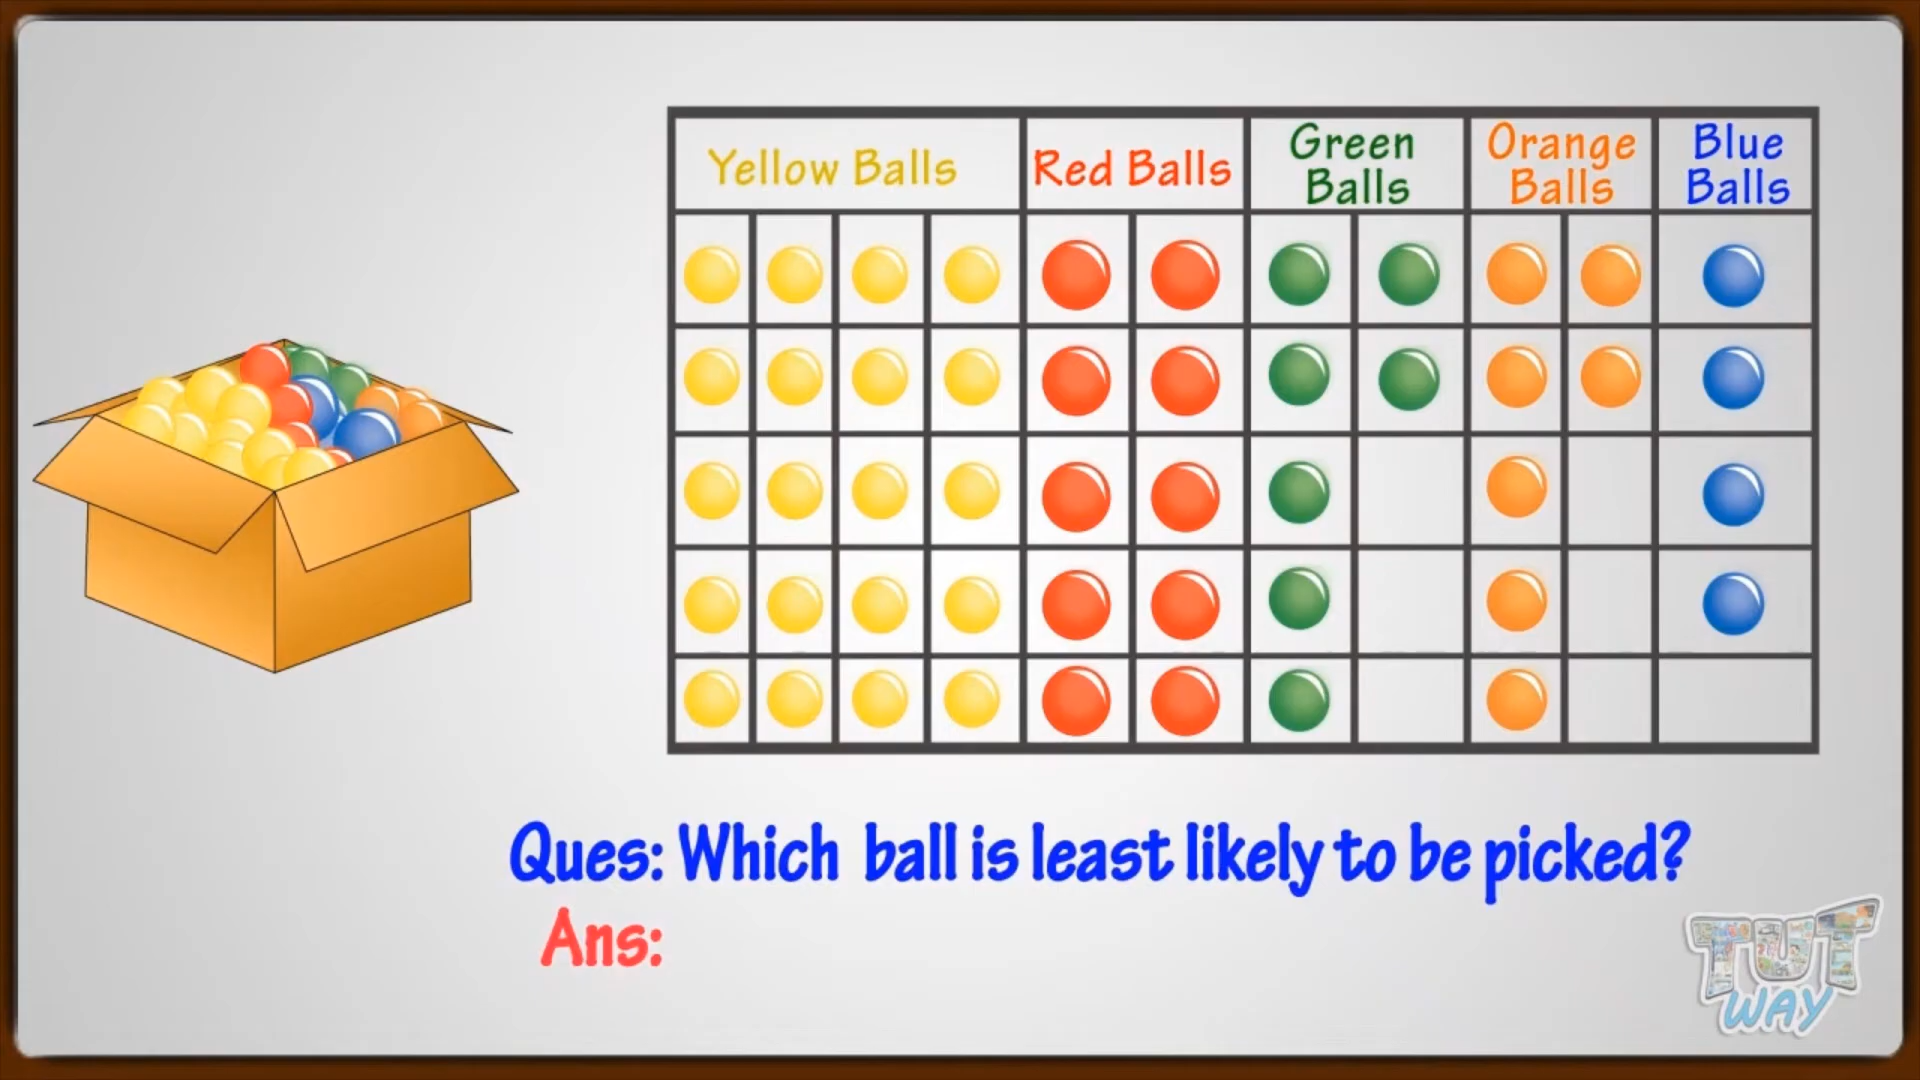 Yellow Balls
Red Balls
Green
Balls
Orange
Balls
Blue
Balls
Ques: Which ball is least likely to be picked?
Ans:
TUT
WAY